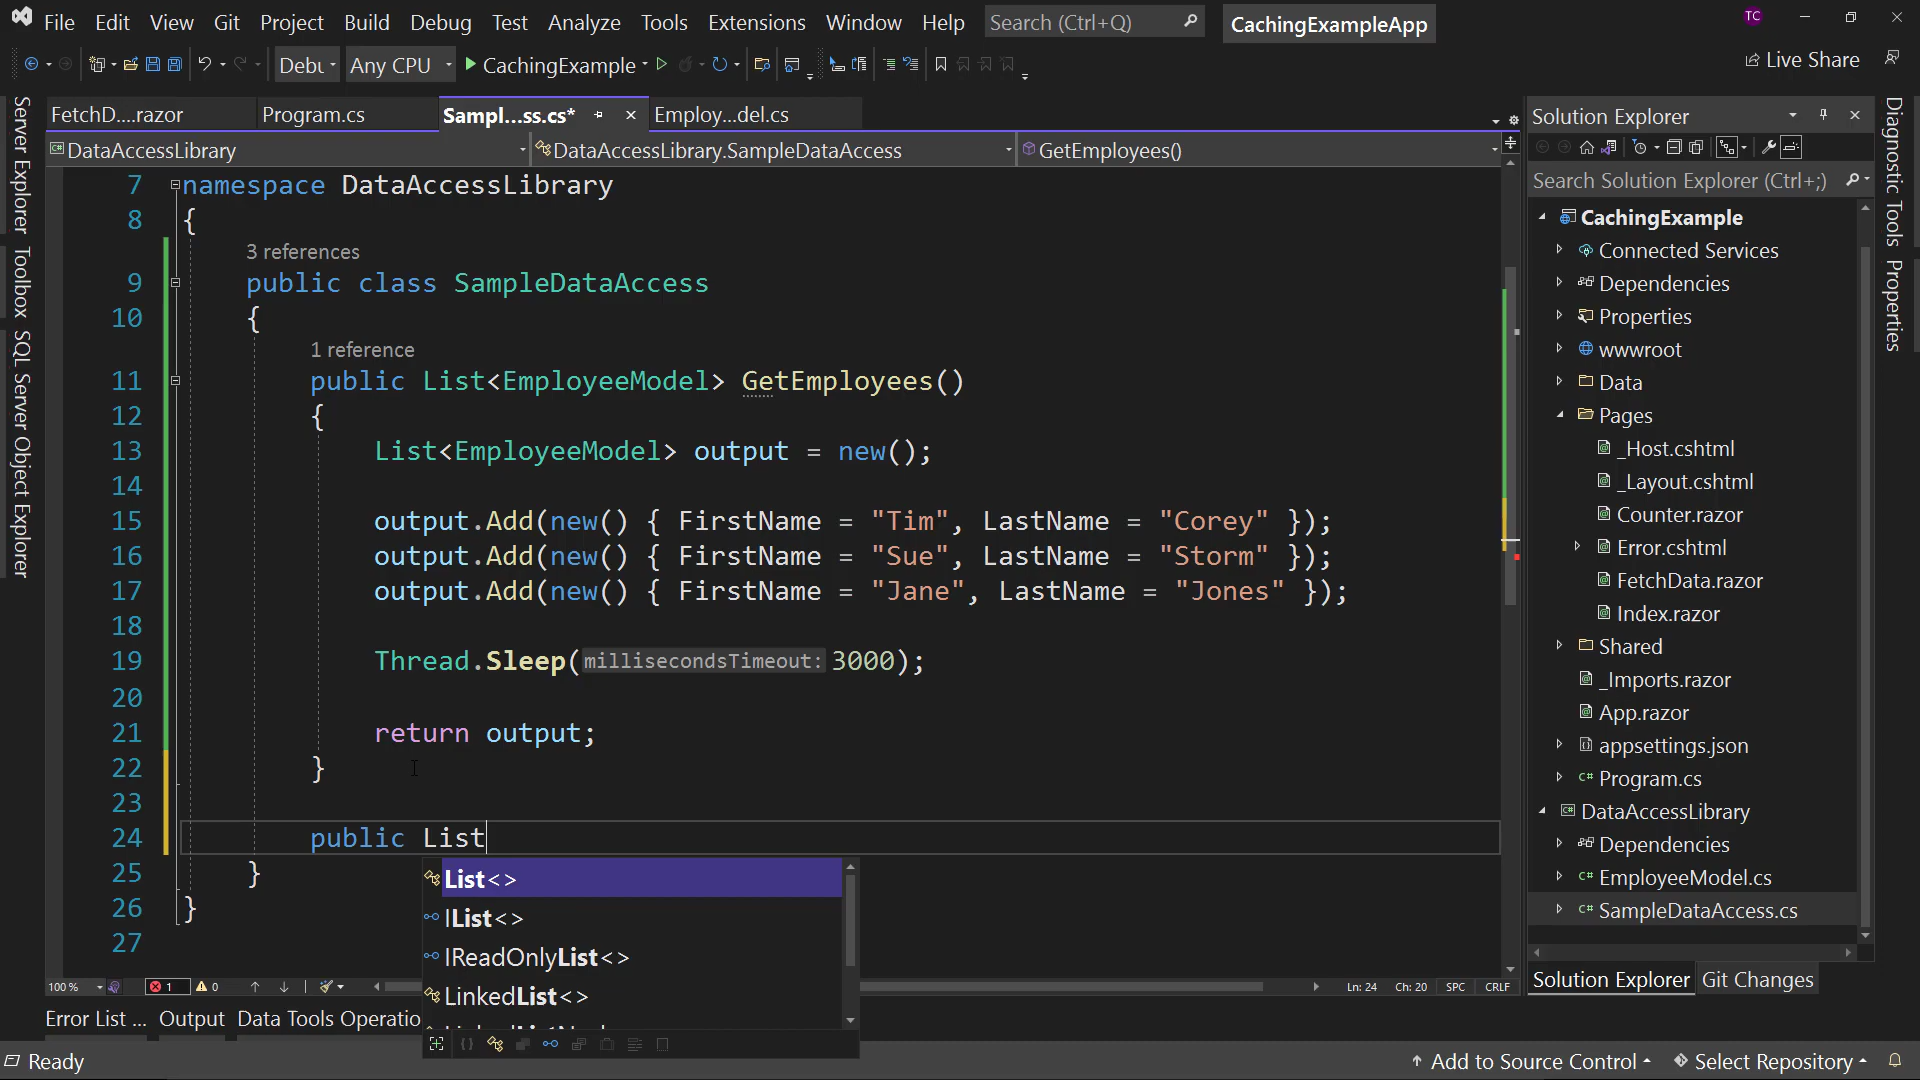 File Edit View Git Project Build Debug Test Analyze Tools Extensions Window Help Search (Ctrl+Q) CachingExampleApp TC
Debu Any CPU CachingExample Live Share
FetchD....razor Program.cs Sampl...ss.cs* Employ...del.cs
DataAccessLibrary DataAccessLibrary.SampleDataAccess GetEmployees()
7 namespace DataAccessLibrary
8 {
3 references
9 public class SampleDataAccess
10 {
1 reference
11 public List<EmployeeModel> GetEmployees()
12 {
13 List<EmployeeModel> output = new();
14
15 output.Add(new() { FirstName = "Tim", LastName = "Corey" });
16 output.Add(new() { FirstName = "Sue", LastName = "Storm" });
17 output.Add(new() { FirstName = "Jane", LastName = "Jones" });
18
19 Thread.Sleep(millisecondsTimeout: 3000);
20
21 return output;
22 }
23
24 public List
25 }
26 }
27
List<>
IList<>
IReadOnlyList<>
LinkedList<>
100 % 1 0 Ln: 24 Ch: 20 SPC CRLF
Error List ... Output Data Tools Operatio
Ready Add to Source Control Select Repository
Server Explorer
Toolbox
SQL Server Object Explorer
Solution Explorer
Search Solution Explorer (Ctrl+;)
CachingExample
Connected Services
Dependencies
Properties
wwwroot
Data
Pages
_Host.cshtml
_Layout.cshtml
Counter.razor
Error.cshtml
FetchData.razor
Index.razor
Shared
_Imports.razor
App.razor
appsettings.json
Program.cs
DataAccessLibrary
Dependencies
EmployeeModel.cs
SampleDataAccess.cs
Solution Explorer Git Changes
Diagnostic Tools
Properties